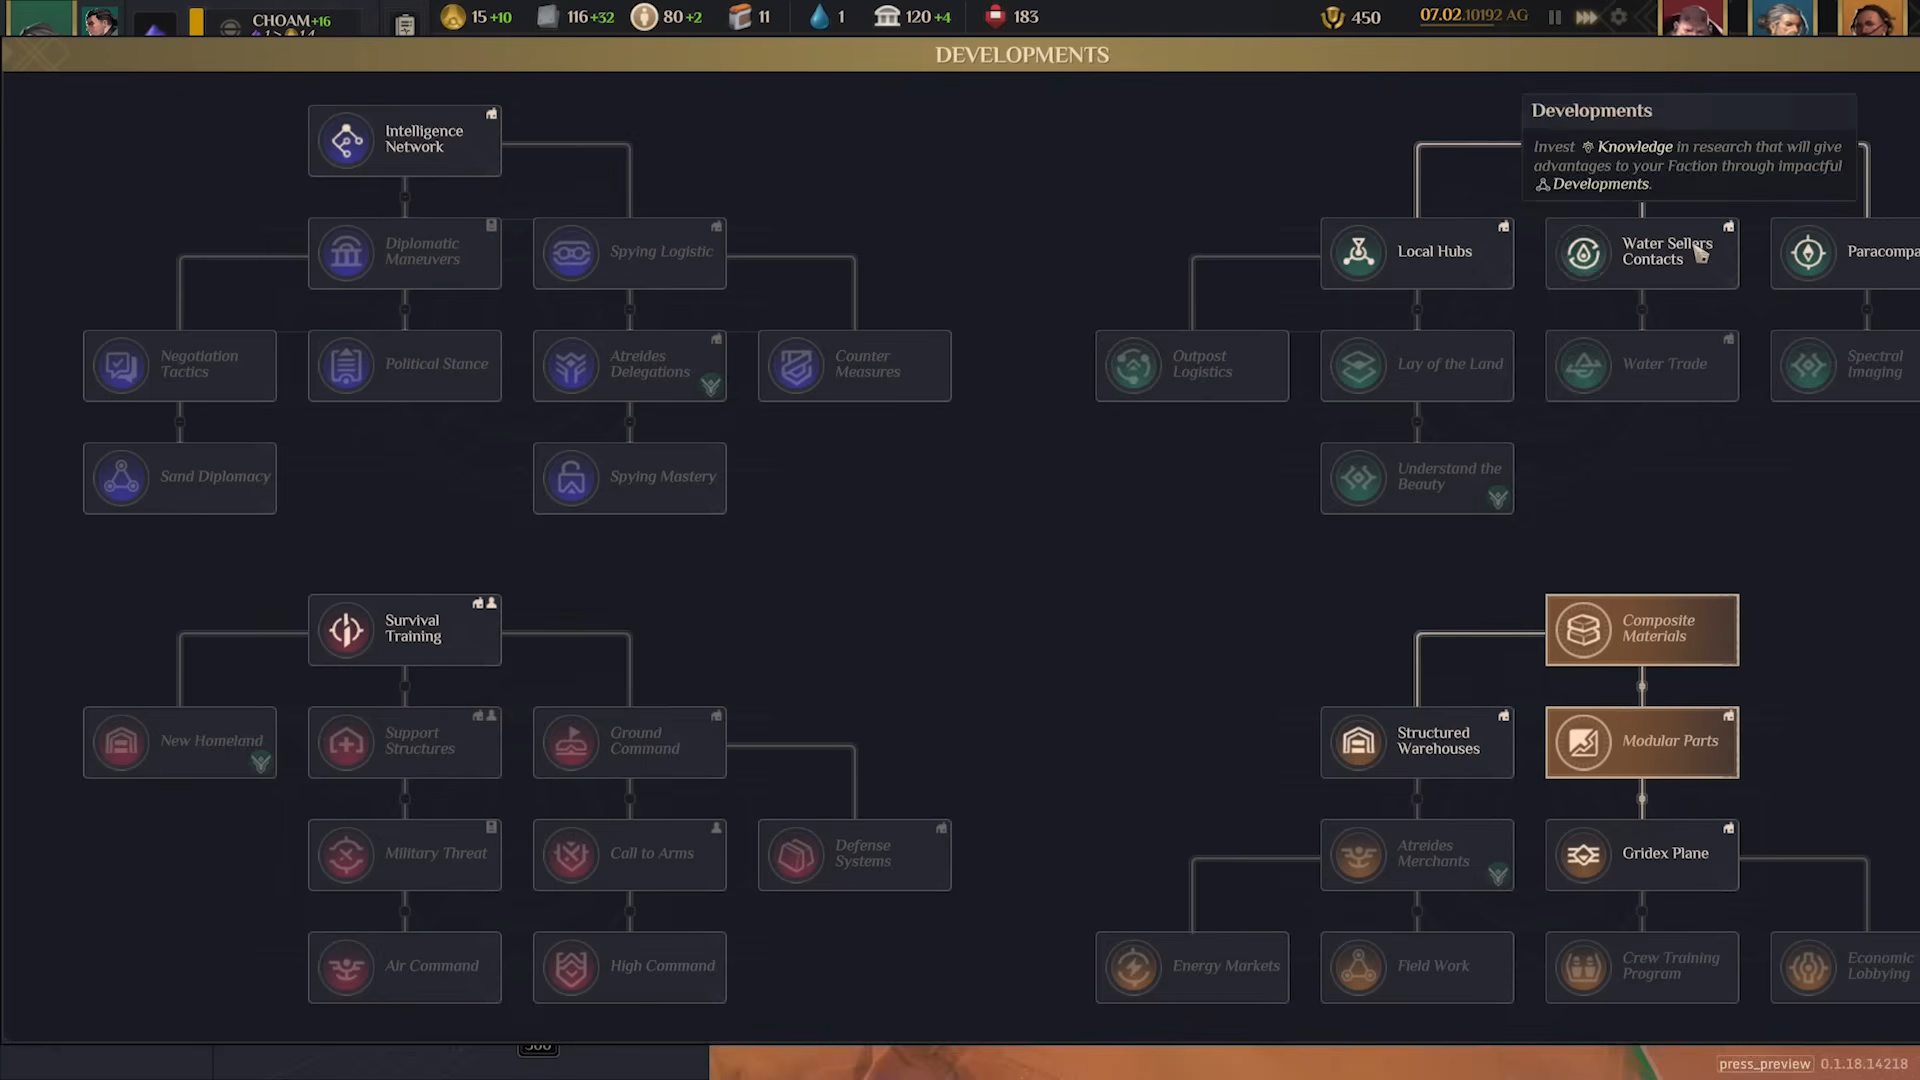 CHOAM+16
15 +10
116+32
80 +2
11
1
120 +4
183
450
07.02.10192 AG
DEVELOPMENTS
Developments
Invest Knowledge in research that will give
advantages to your Faction through impactful
Developments.
Intelligence
Network
Diplomatic
Maneuvers
Spying Logistic
Local Hubs
Water Sellers
Contacts
Negotiation
Tactics
Political Stance
Atreides
Delegations
Counter
Measures
Outpost
Logistics
Lay of the Land
Water Trade
Spectral
Imaging
Sand Diplomacy
Spying Mastery
Understand the
Beauty
Survival
Training
Composite
Materials
New Homeland
Support
Structures
Ground
Command
Structured
Warehouses
Modular Parts
Military Threat
Call to Arms
Defense
Systems
Atreides
Merchants
Gridex Plane
Air Command
High Command
Energy Markets
Field Work
Crew Training
Program
Economic
Lobbying
press_preview 0.1.18.14218